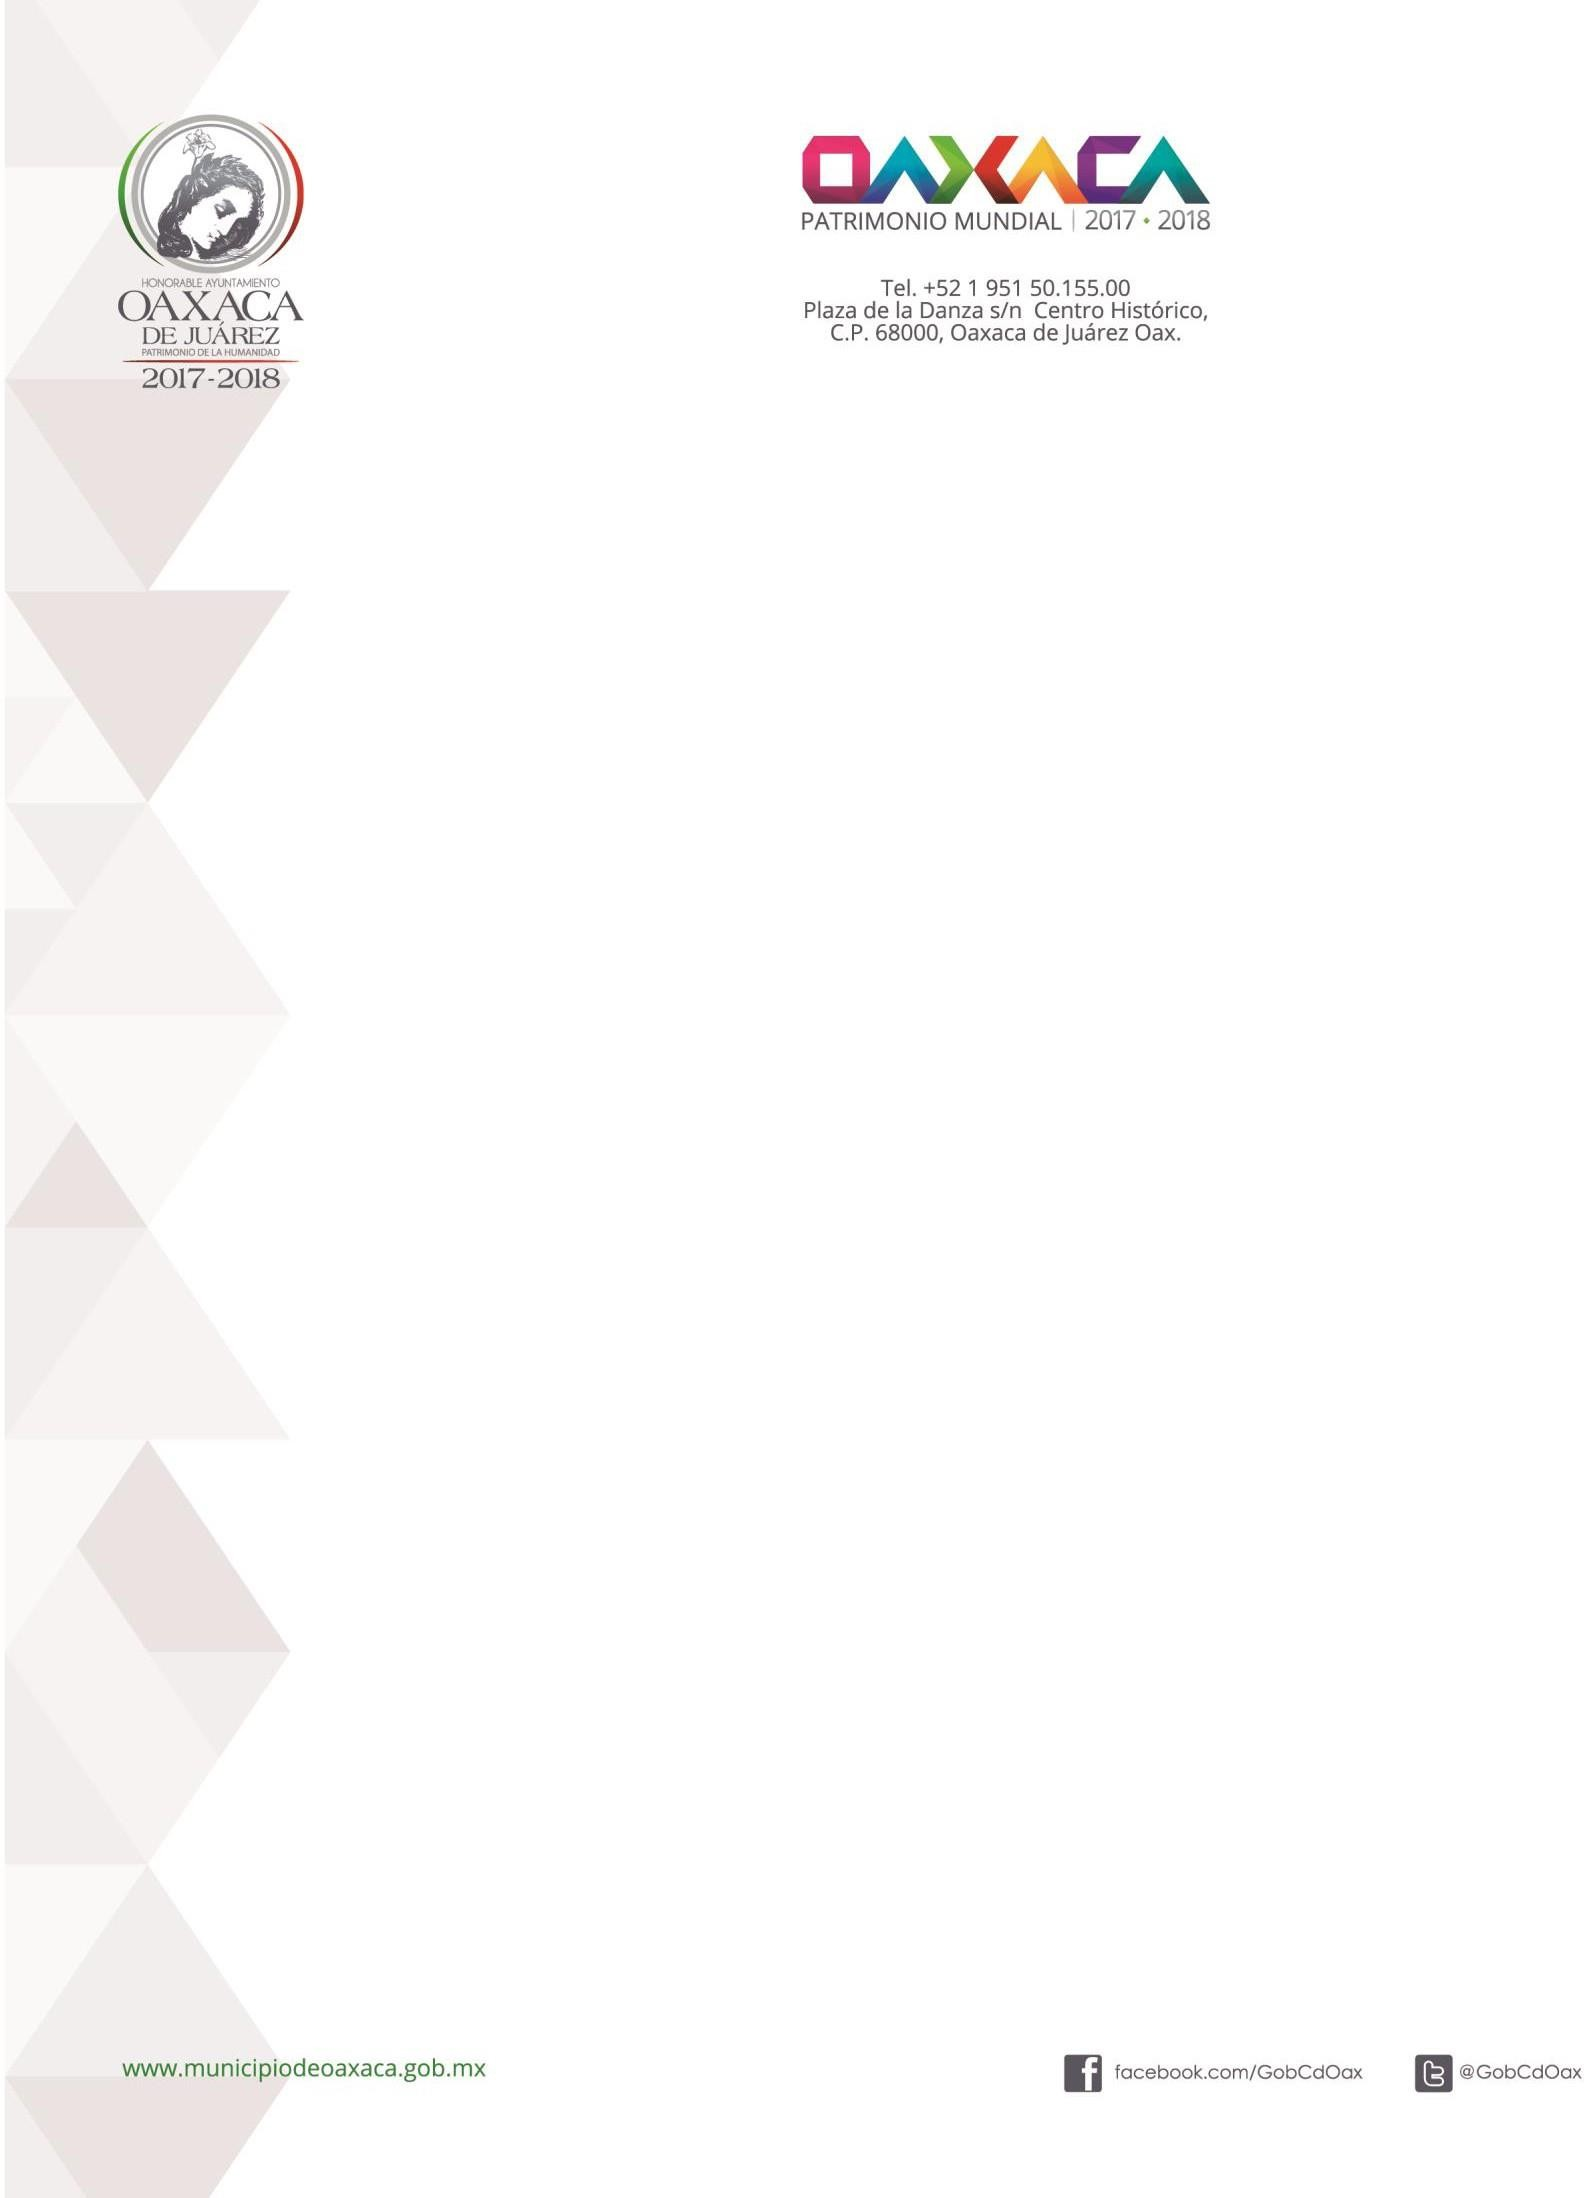 HONORABLE AYUNTAMIENTO
OAXACA
DE JUÁREZ
PATRIMONIO DE LA HUMANIDAD
2017-2018
OAXACA
PATRIMONIO MUNDIAL | 2017 • 2018
Tel. +52 1 951 50.155.00
Plaza de la Danza s/n Centro Histórico,
C.P. 68000, Oaxaca de Juárez Oax.
www.municipiodeoaxaca.gob.mx
facebook.com/GobCdOax
@GobCdOax